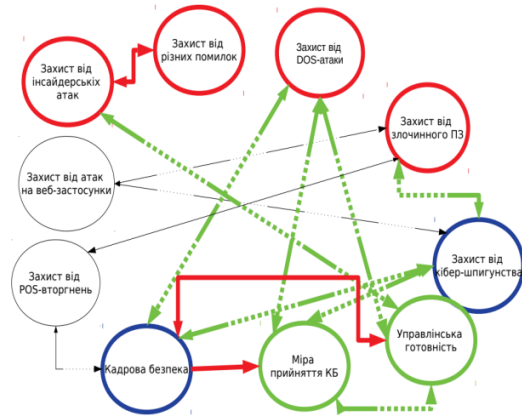 Захист від
інсайдерських
атак
Захист від
різних помилок
Захист від
DOS-атаки
Захист від
злочинного ПЗ
Захист від атак
на веб-застосунки
Захист від
POS-вторгнень
Захист від
кібер-шпигунства
Кадрова безпека
Міра
прийняття КБ
Управлінська
готовність